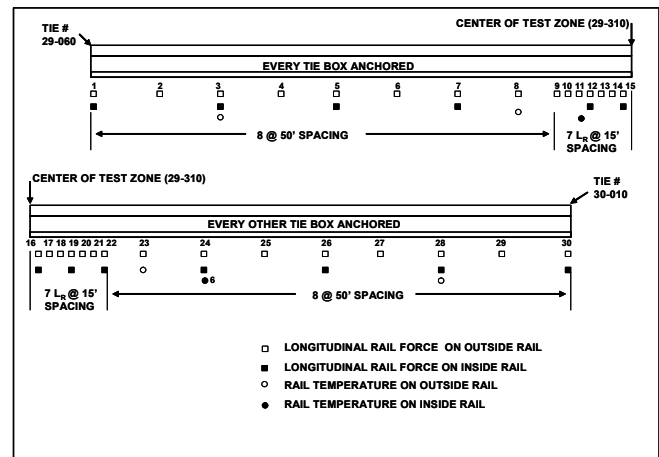 TIE #
29-060
CENTER OF TEST ZONE (29-310)
EVERY TIE BOX ANCHORED
1 2 3 4 5 6 7 8 9 10 11 12 13 14 15
8 @ 50' SPACING
7 LR @ 15'
SPACING
CENTER OF TEST ZONE (29-310)
TIE #
30-010
EVERY OTHER TIE BOX ANCHORED
16 17 18 19 20 21 22 23 24 25 26 27 28 29 30
6
7 LR @ 15'
SPACING
8 @ 50' SPACING
LONGITUDINAL RAIL FORCE ON OUTSIDE RAIL
LONGITUDINAL RAIL FORCE ON INSIDE RAIL
RAIL TEMPERATURE ON OUTSIDE RAIL
RAIL TEMPERATURE ON INSIDE RAIL